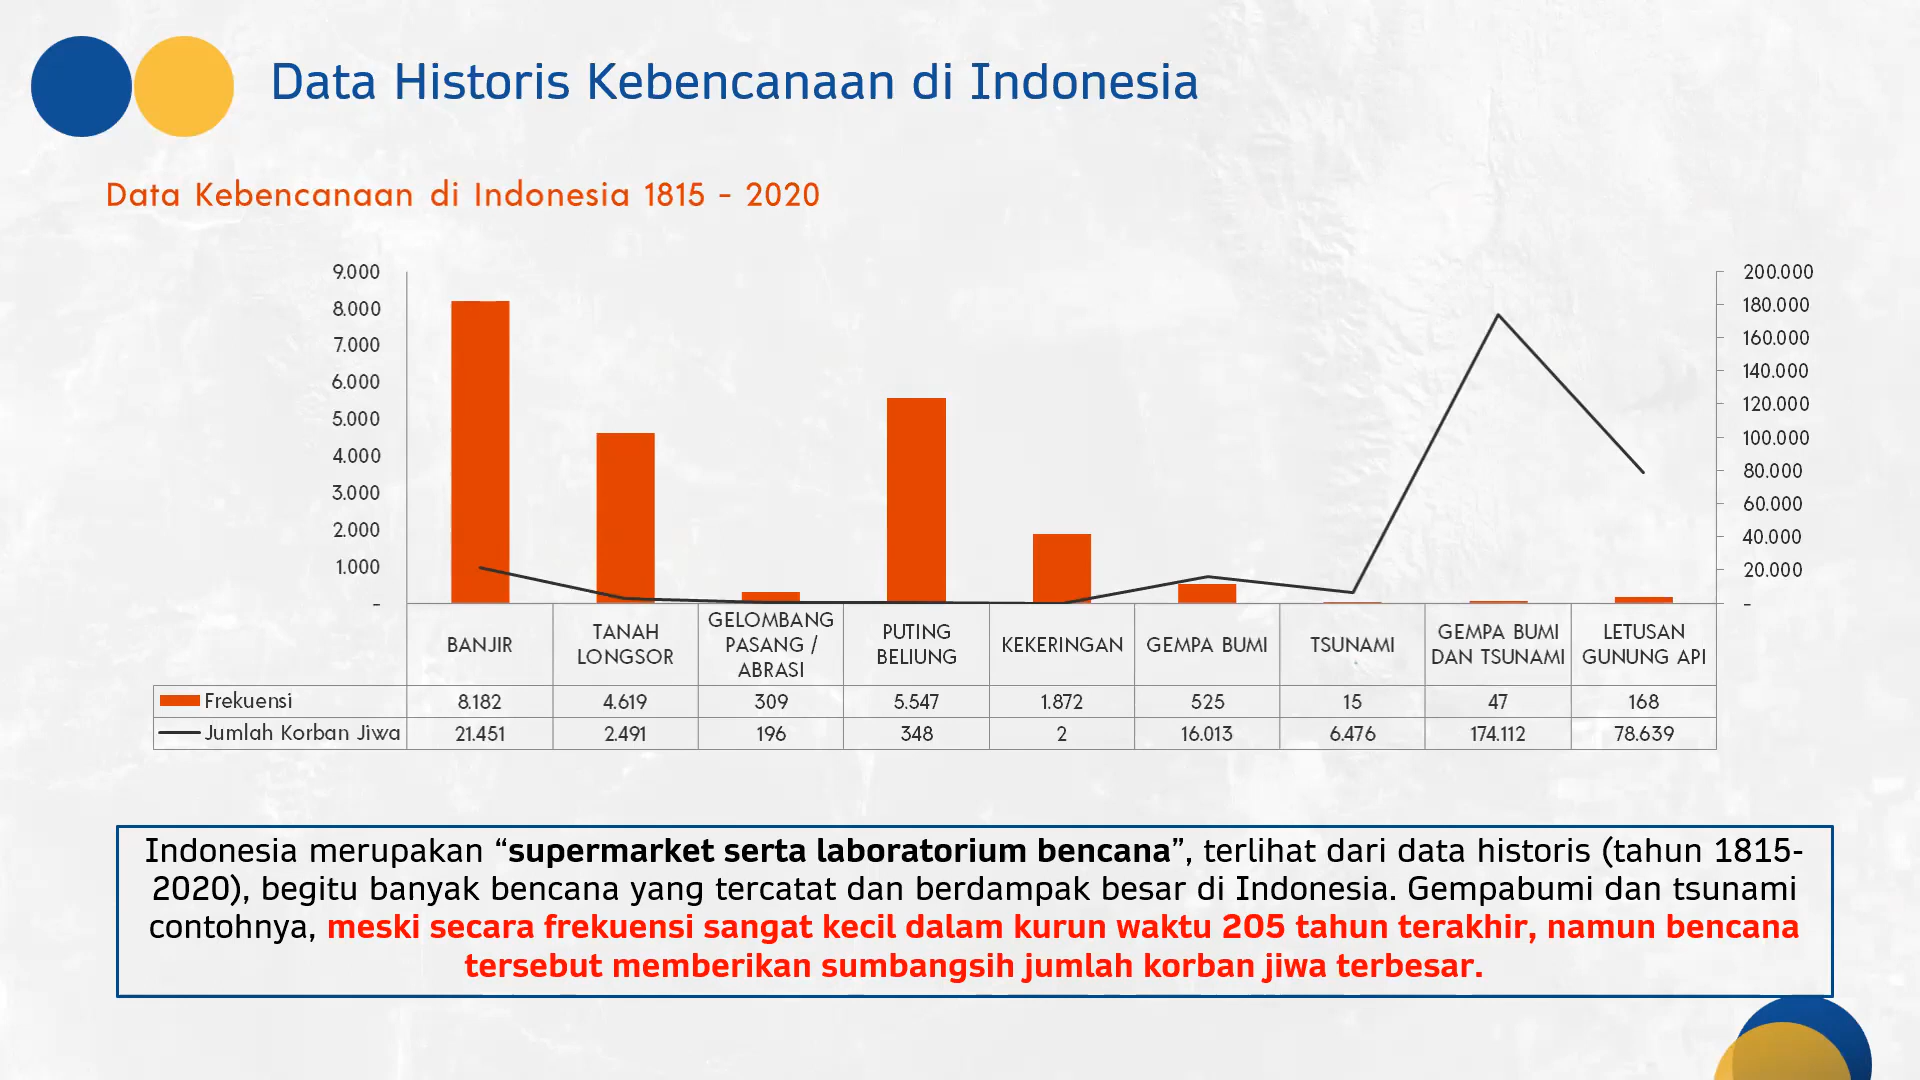 Data Historis Kebencanaan di Indonesia
Data Kebencanaan di Indonesia 1815 - 2020
9.000
8.000
7.000
6.000
5.000
4.000
3.000
2.000
1.000
-
200.000
180.000
160.000
140.000
120.000
100.000
80.000
60.000
40.000
20.000
-
BANJIR
TANAH
LONGSOR
GELOMBANG
PASANG /
ABRASI
PUTING
BELIUNG
KEKERINGAN
GEMPA BUMI
TSUNAMI
GEMPA BUMI
DAN TSUNAMI
LETUSAN
GUNUNG API
Frekuensi 8.182 4.619 309 5.547 1.872 525 15 47 168
Jumlah Korban Jiwa 21.451 2.491 196 348 2 16.013 6.476 174.112 78.639
Indonesia merupakan “supermarket serta laboratorium bencana”, terlihat dari data historis (tahun 1815-
2020), begitu banyak bencana yang tercatat dan berdampak besar di Indonesia. Gempabumi dan tsunami
contohnya, meski secara frekuensi sangat kecil dalam kurun waktu 205 tahun terakhir, namun bencana
tersebut memberikan sumbangsih jumlah korban jiwa terbesar.